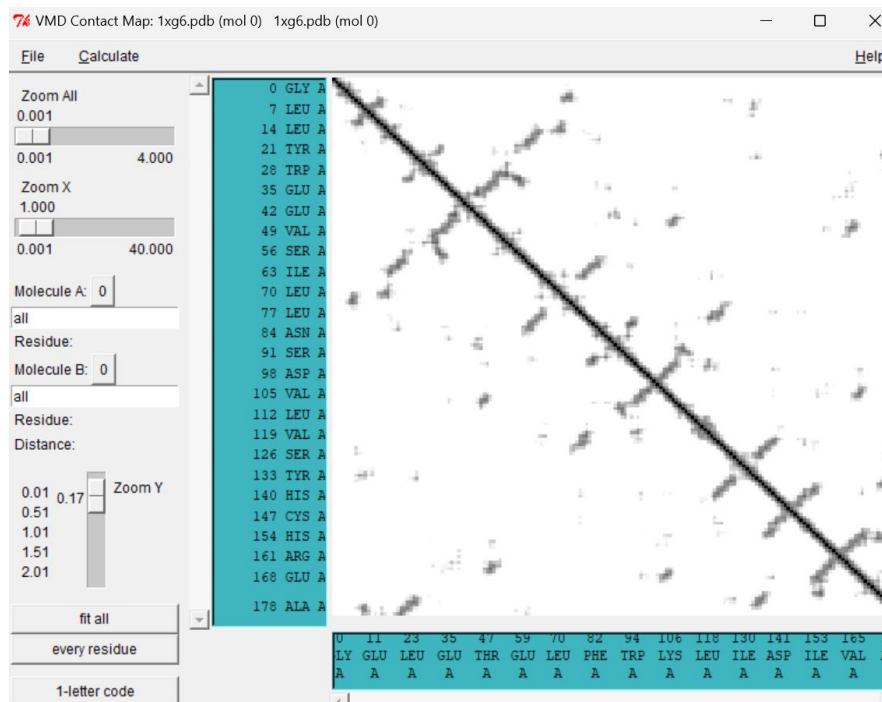 VMD Contact Map: 1xg6.pdb (mol 0) 1xg6.pdb (mol 0)
File Calculate Help
Zoom All
0.001
0.001 4.000
Zoom X
1.000
0.001 40.000
Molecule A: 0
all
Residue:
Molecule B: 0
all
Residue:
Distance:
0.01 0.17 Zoom Y
0.51
1.01
1.51
2.01
fit all
every residue
1-letter code
0 GLY A
7 LEU A
14 LEU A
21 TYR A
28 TRP A
35 GLU A
42 GLU A
49 VAL A
56 SER A
63 ILE A
70 LEU A
77 LEU A
84 ASN A
91 SER A
98 ASP A
105 VAL A
112 LEU A
119 VAL A
126 SER A
133 TYR A
140 HIS A
147 CYS A
154 HIS A
161 ARG A
168 GLU A
178 ALA A
0 11 23 35 47 59 70 82 94 106 118 130 141 153 165
LY GLU LEU GLU THR GLU LEU PHE TRP LYS LEU ILE ASP ILE VAL
A A A A A A A A A A A A A A A